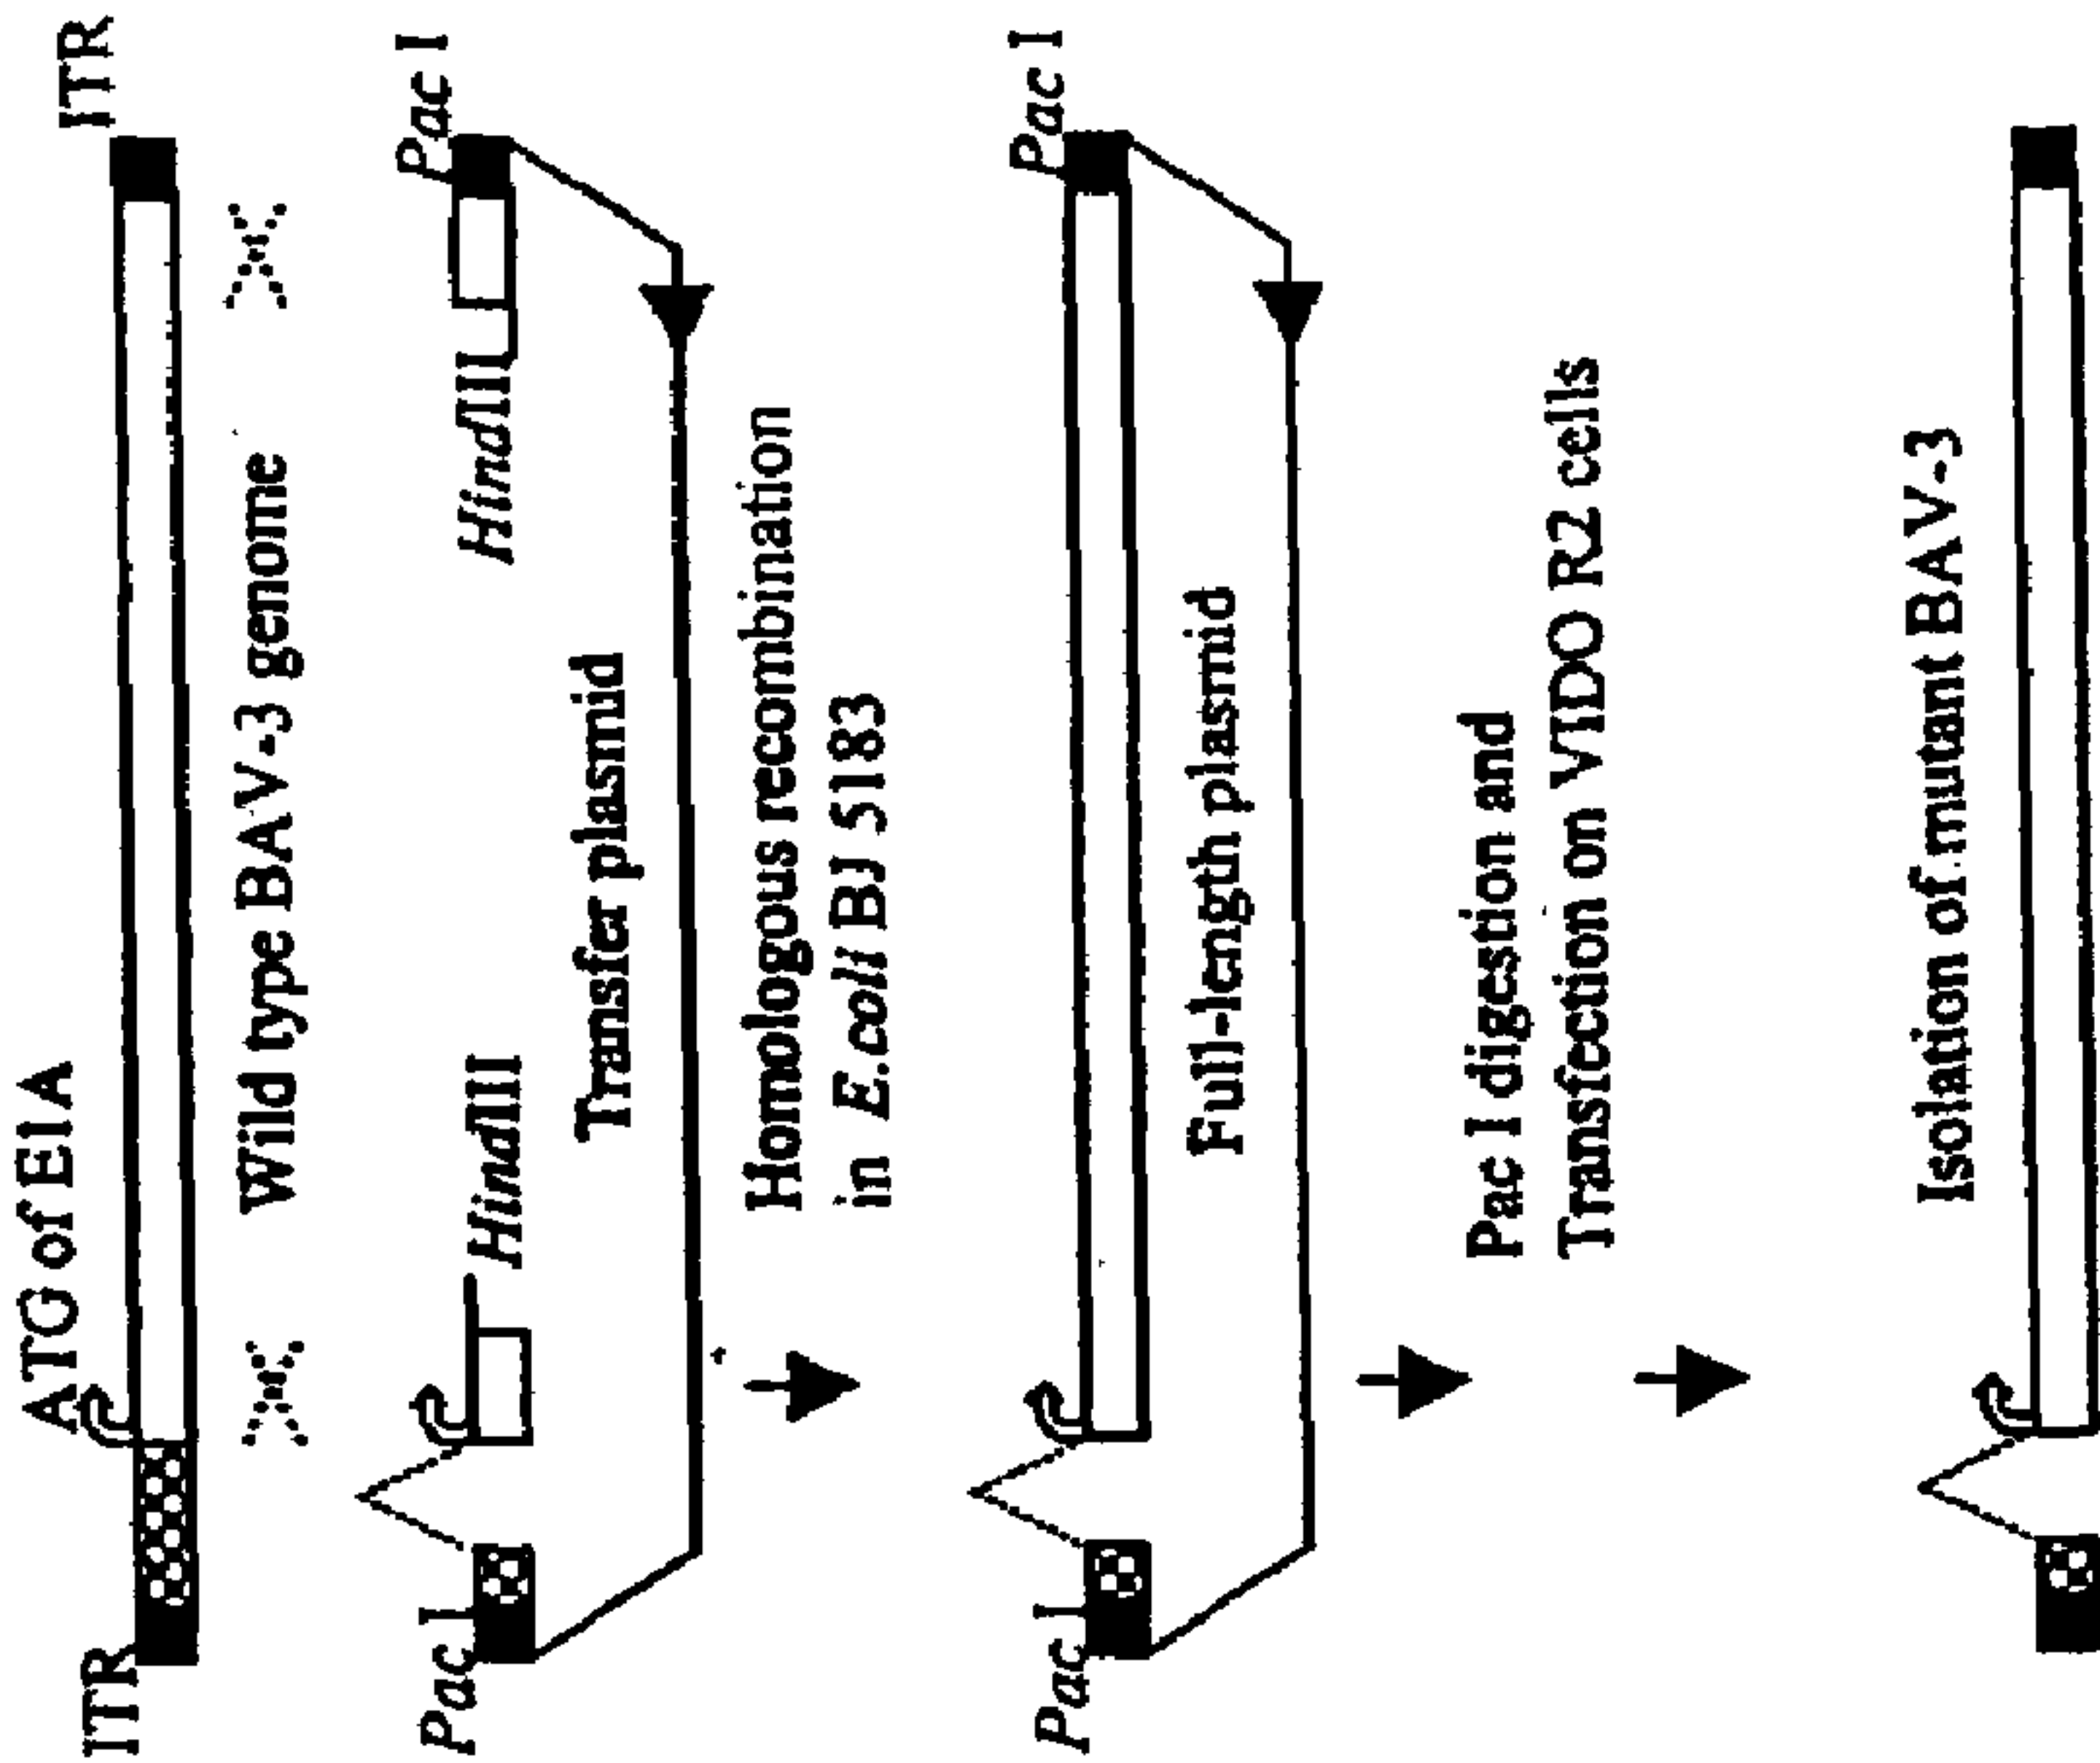 ATG of E1A
ITR
ITR
Wild type BAV-3 genome
Pac I
HindIII
HindIII
Pac I
Transfer plasmid
Homologous recombination
in E.coli BJ 5183
Pac I
Pac I
Full-length plasmid
Pac I digestion and
Transfection on VIDO R2 cells
Isolation of mutant BAV-3